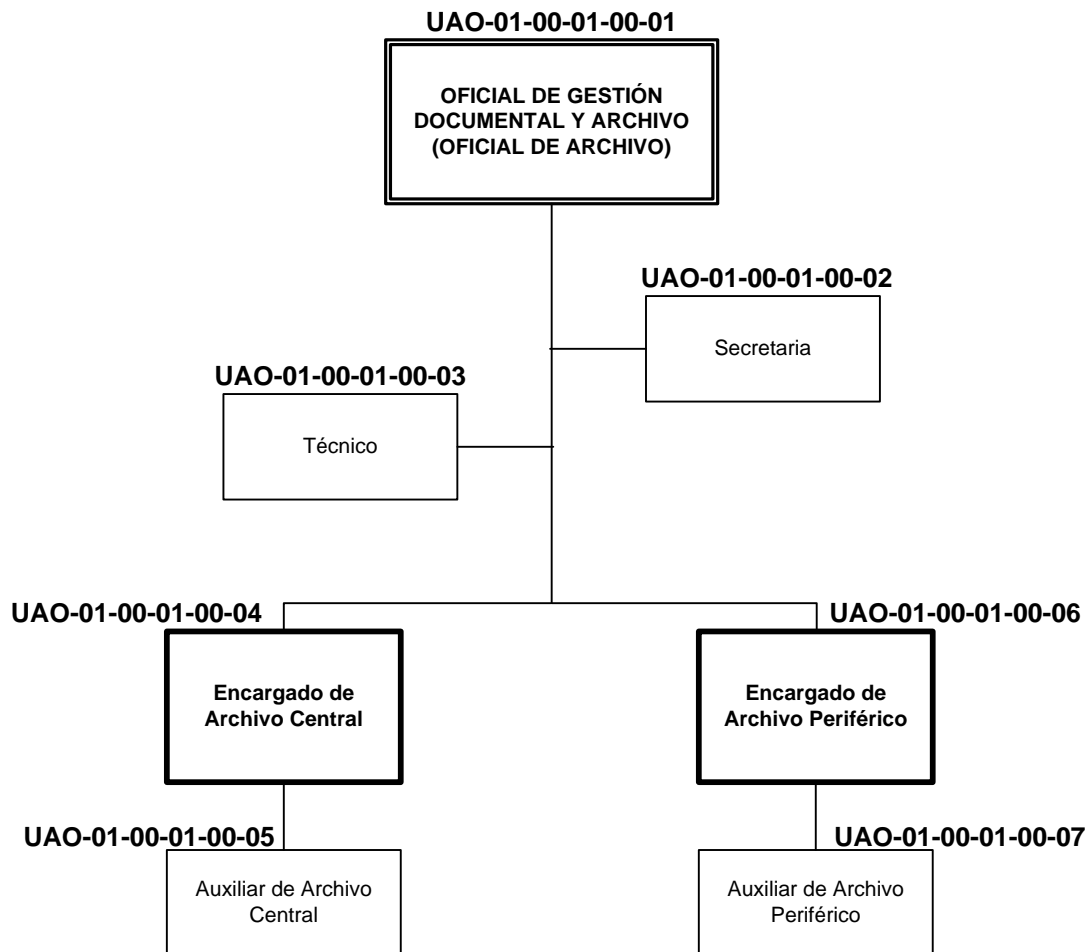 UAO-01-00-01-00-01
OFICIAL DE GESTIÓN
DOCUMENTAL Y ARCHIVO
(OFICIAL DE ARCHIVO)
UAO-01-00-01-00-02
Secretaria
UAO-01-00-01-00-03
Técnico
UAO-01-00-01-00-04
Encargado de
Archivo Central
UAO-01-00-01-00-06
Encargado de
Archivo Periférico
UAO-01-00-01-00-05
Auxiliar de Archivo
Central
UAO-01-00-01-00-07
Auxiliar de Archivo
Periférico